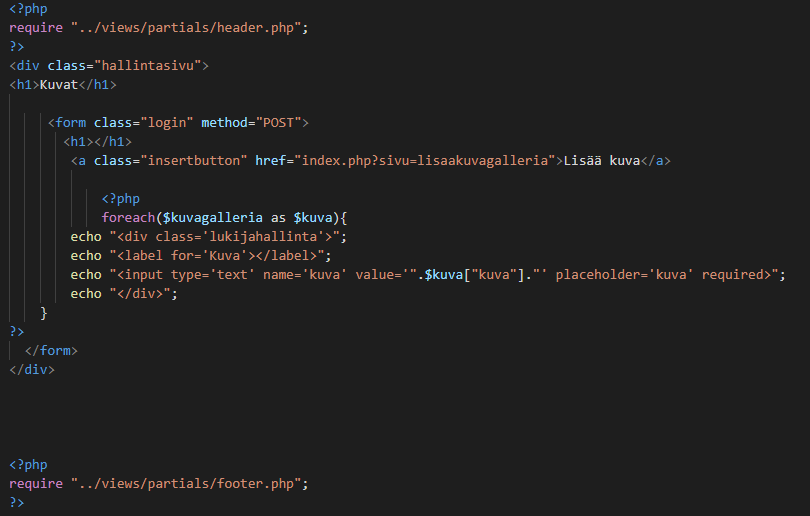 <?php
require "../views/partials/header.php";
?>
<div class="hallintasivu">
<h1>Kuvat</h1>
<form class="login" method="POST">
<h1></h1>
<a class="insertbutton" href="index.php?sivu=lisaakuvagalleria">Lisää kuva</a>
<?php
foreach($kuvagalleria as $kuva){
echo "<div class='lukijahallinta'>";
echo "<label for='Kuva'></label>";
echo "<input type='text' name='kuva' value='".$kuva["kuva"]."' placeholder='kuva' required>";
echo "</div>";
}
?>
</form>
</div>
<?php
require "../views/partials/footer.php";
?>